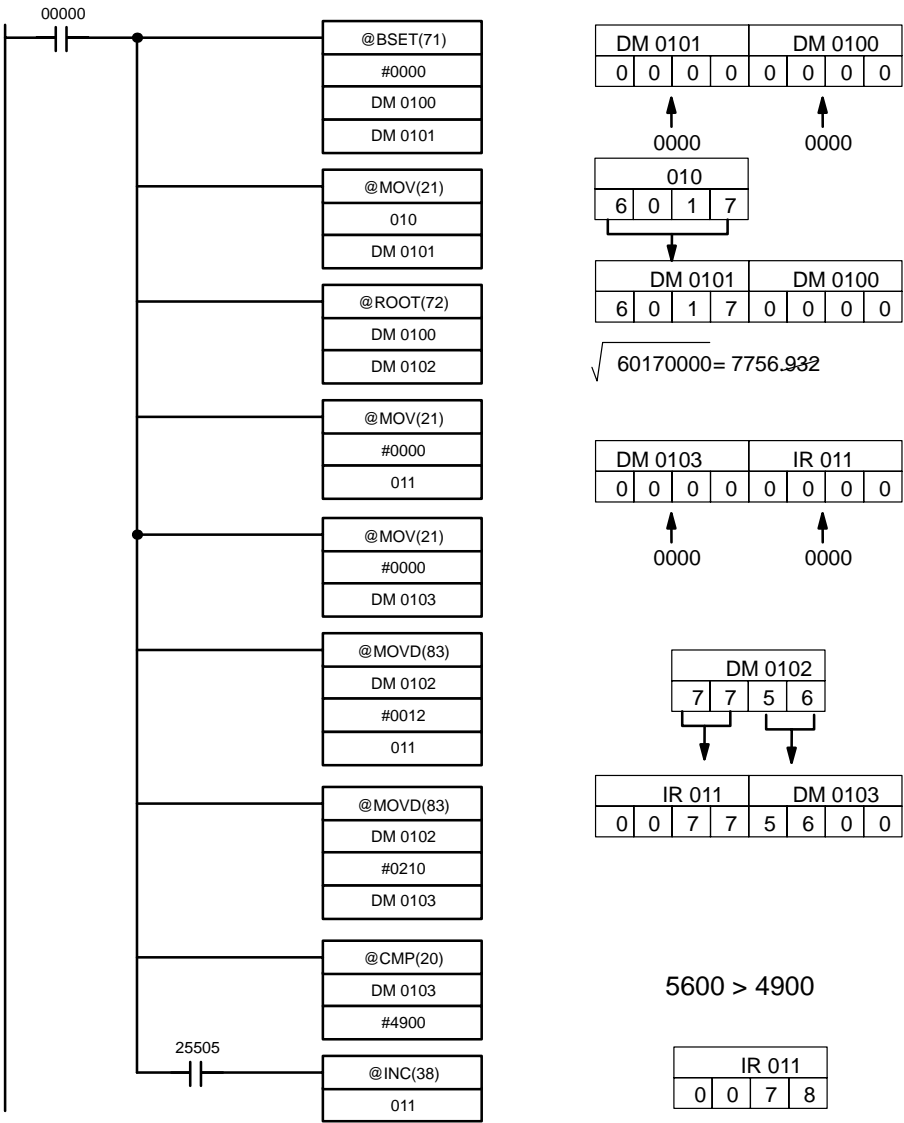 00000
@BSET(71)
#0000
DM 0100
DM 0101
DM 0101 DM 0100
0 0 0 0 0 0 0 0
0000 0000
@MOV(21)
010
DM 0101
010
6 0 1 7
DM 0101 DM 0100
6 0 1 7 0 0 0 0
@ROOT(72)
DM 0100
DM 0102
√60170000= 7756.932
@MOV(21)
#0000
011
DM 0103 IR 011
0 0 0 0 0 0 0 0
0000 0000
@MOV(21)
#0000
DM 0103
@MOVD(83)
DM 0102
#0012
011
DM 0102
7 7 5 6
IR 011 DM 0103
0 0 7 7 5 6 0 0
@MOVD(83)
DM 0102
#0210
DM 0103
@CMP(20)
DM 0103
#4900
5600 > 4900
25505
@INC(38)
011
IR 011
0 0 7 8